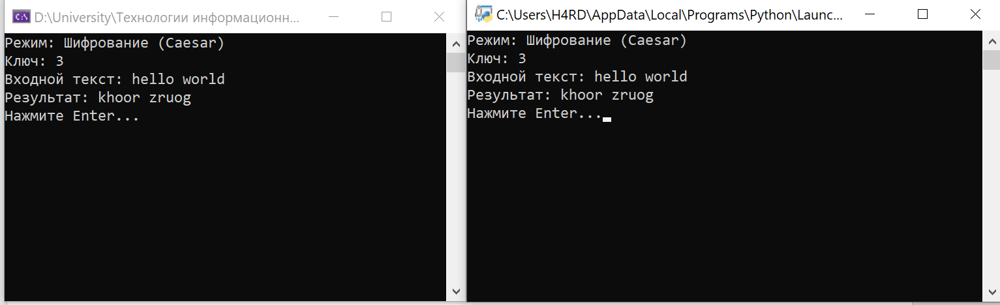 D:\University\Технологии информационн...
Режим: Шифрование (Caesar)
Ключ: 3
Входной текст: hello world
Результат: khoor zruog
Нажмите Enter...
C:\Users\H4RD\AppData\Local\Programs\Python\Launc...
Режим: Шифрование (Caesar)
Ключ: 3
Входной текст: hello world
Результат: khoor zruog
Нажмите Enter...